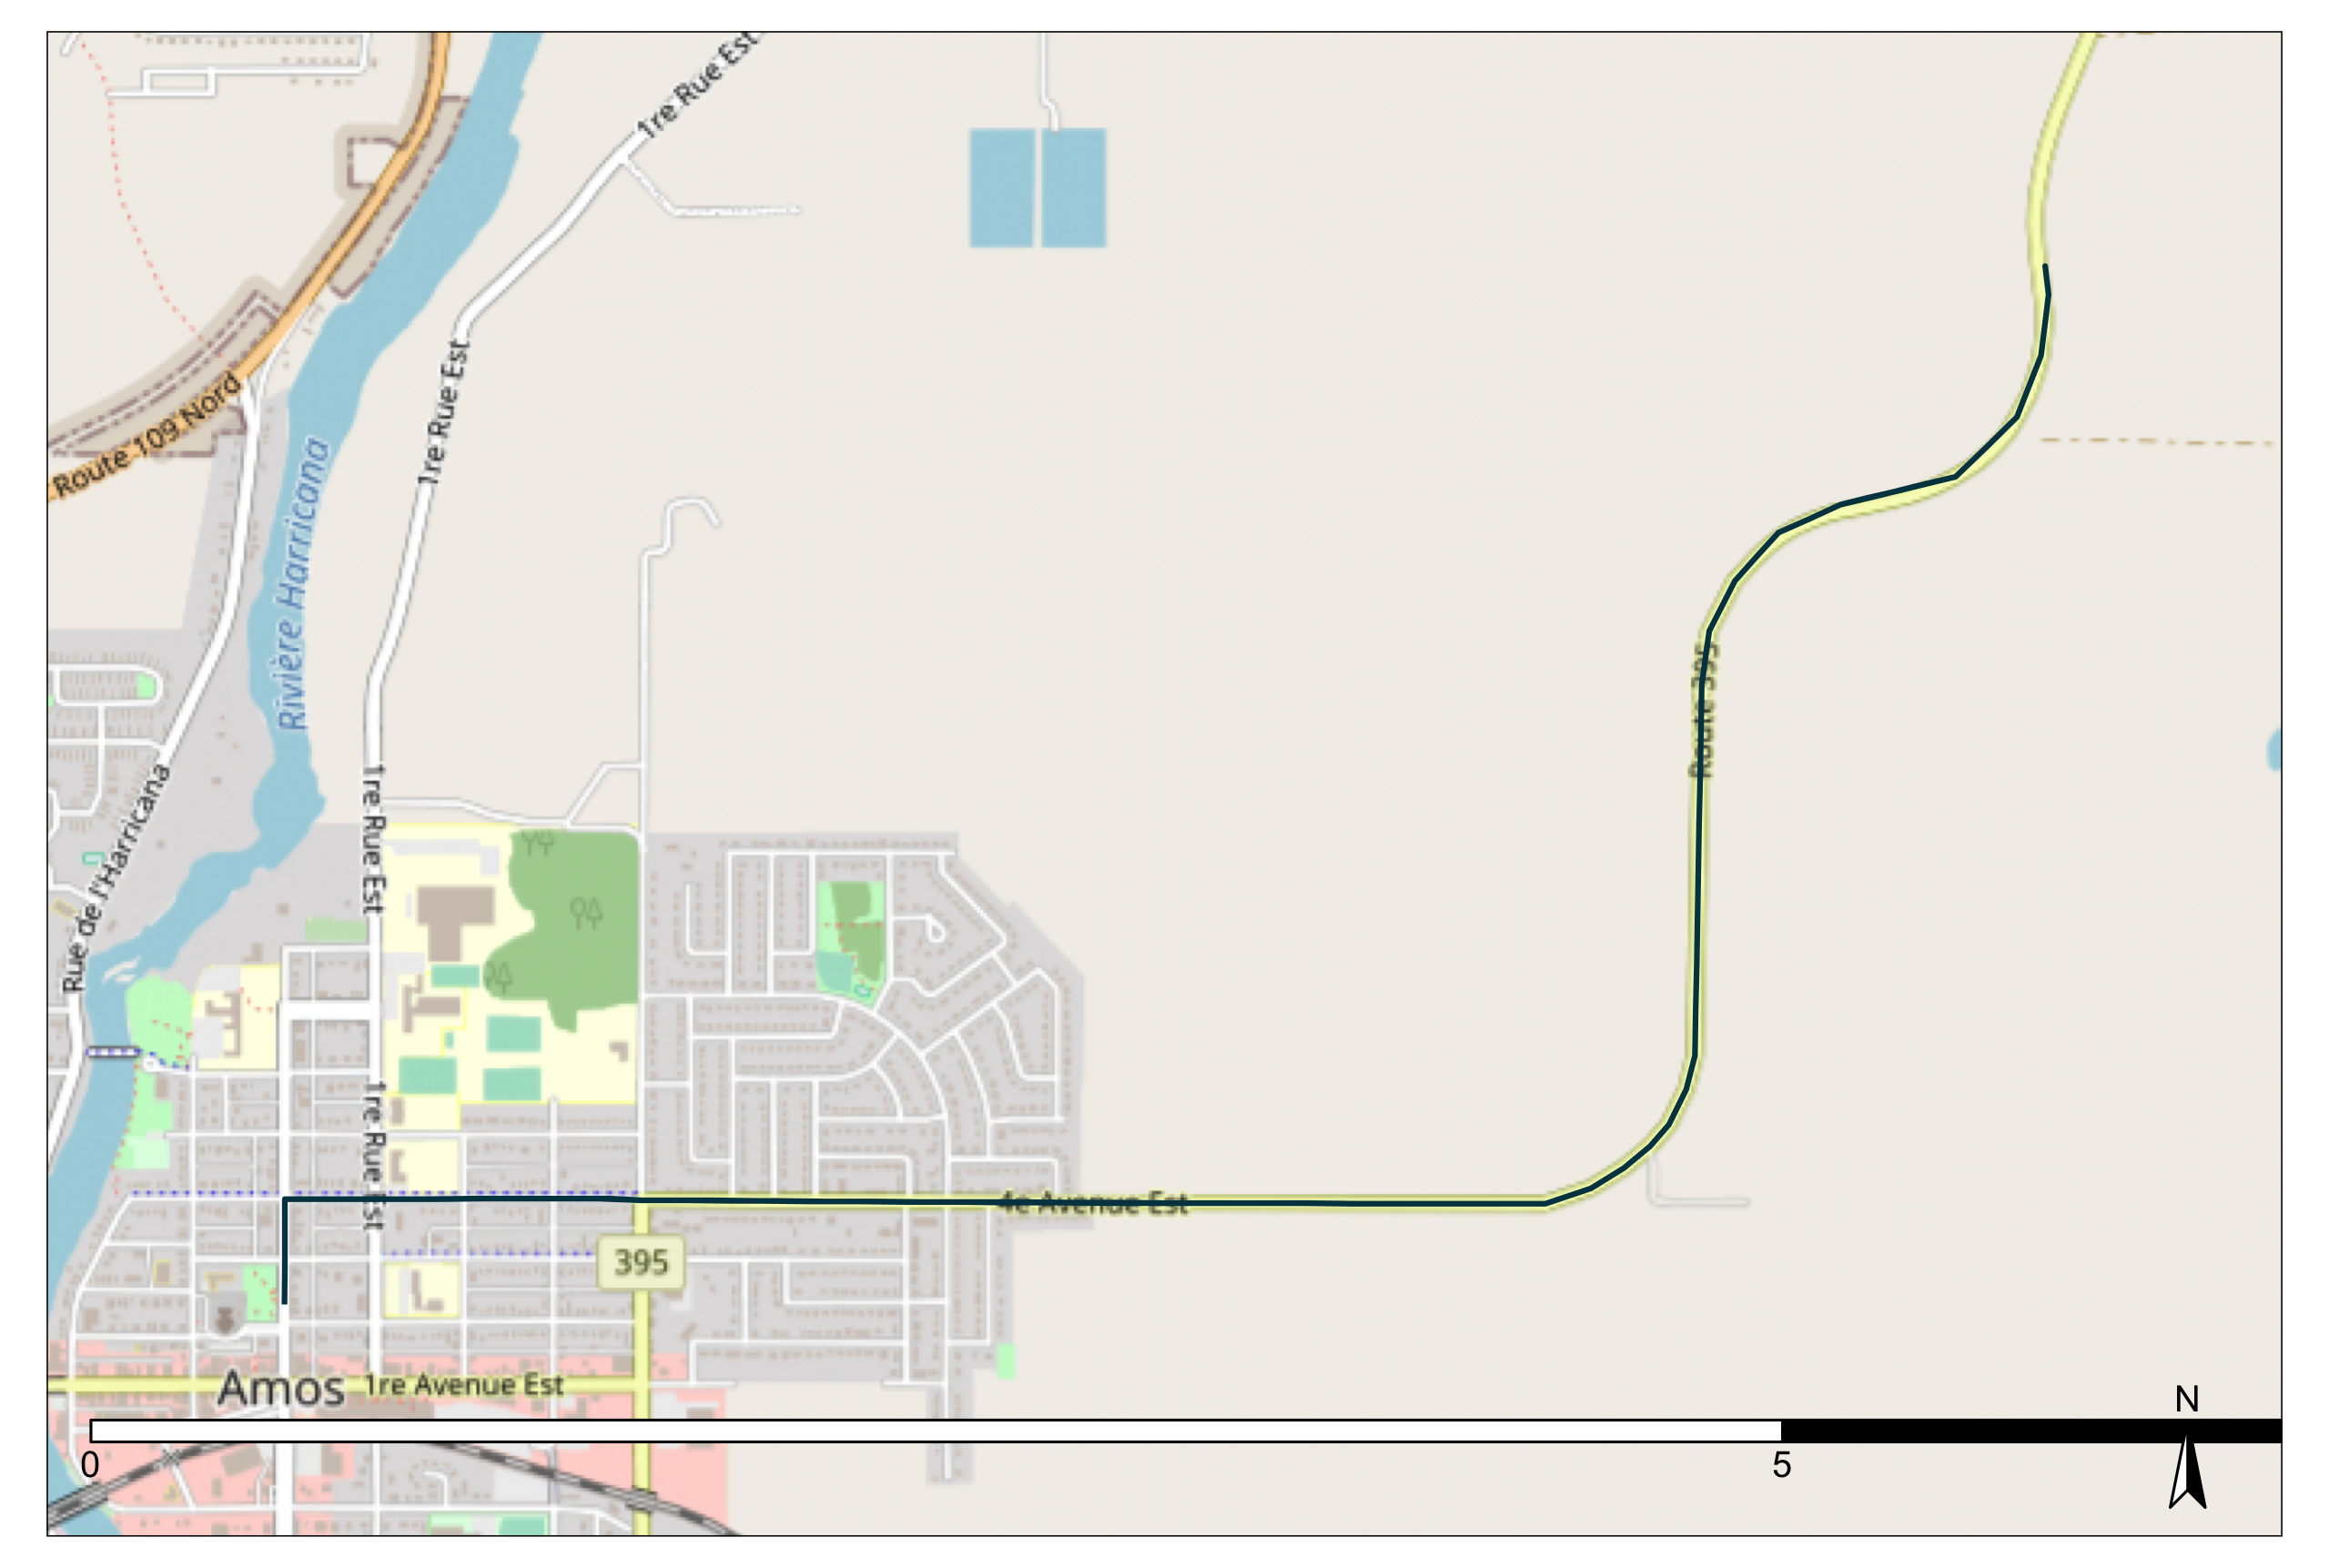 1re Rue Est
Route 109 Nord
1re Rue Est
Rivière Harricana
Route 395
Rue de l'Harricana
1re Rue Est
1re Rue Est
4e Avenue Est
395
Amos
1re Avenue Est
N
0
5